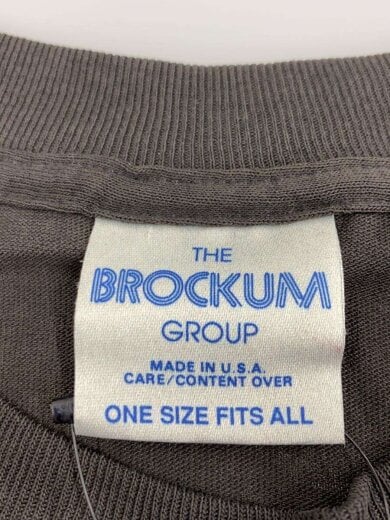 THE
BROCKUM
GROUP
MADE IN U.S.A.
CARE/CONTENT OVER
ONE SIZE FITS ALL